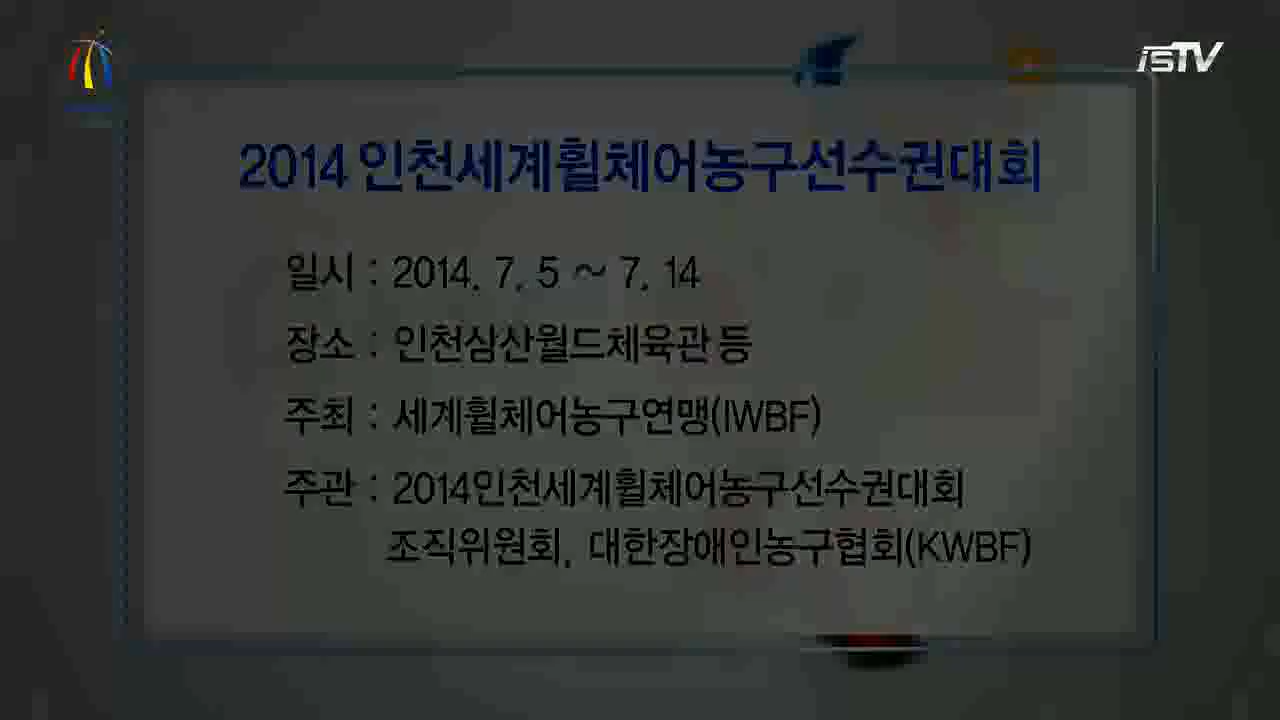 isTV
2014 인천세계휠체어농구선수권대회
일시 : 2014. 7. 5 ~ 7. 14
장소 : 인천삼산월드체육관 등
주최 : 세계휠체어농구연맹(IWBF)
주관 : 2014인천세계휠체어농구선수권대회
조직위원회, 대한장애인농구협회(KWBF)